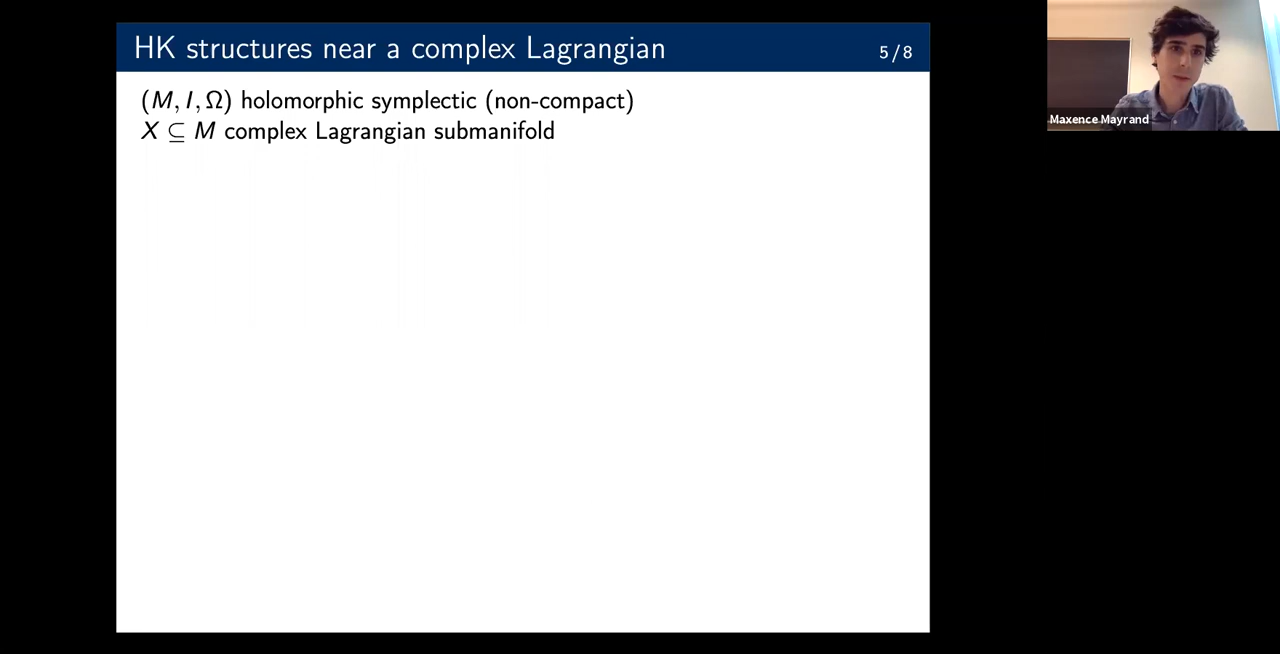 HK structures near a complex Lagrangian 5/8
(M, I, Ω) holomorphic symplectic (non-compact)
X ⊆ M complex Lagrangian submanifold
Maxence Mayrand